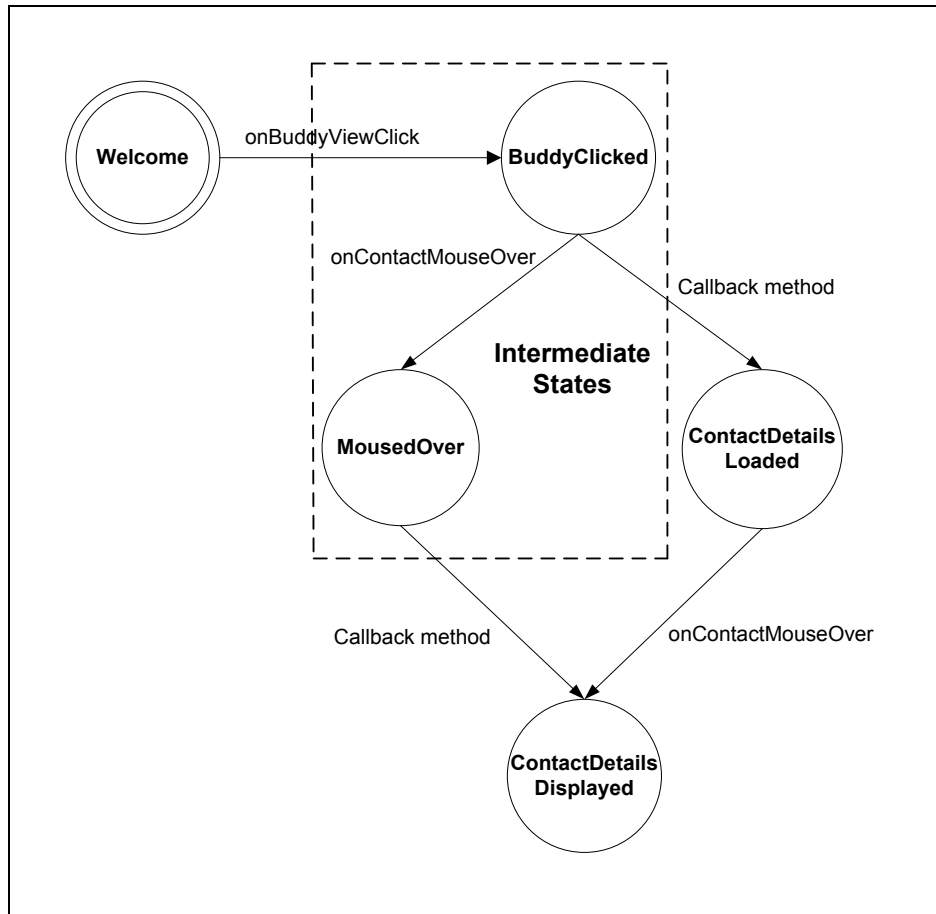 onBuddyViewClick
Welcome
BuddyClicked
onContactMouseOver
Callback method
Intermediate
States
MousedOver
ContactDetails
Loaded
Callback method
onContactMouseOver
ContactDetails
Displayed